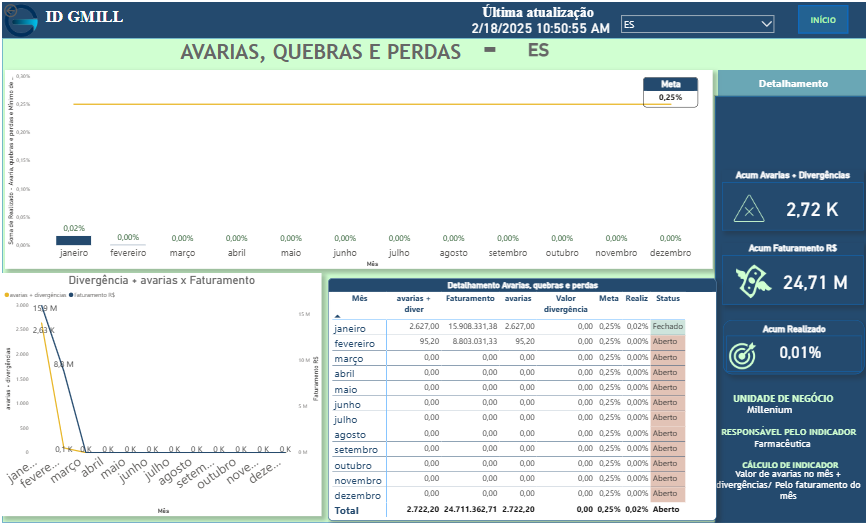 ID GMILL
Última atualização
2/18/2025 10:50:55 AM
ES
INÍCIO
AVARIAS, QUEBRAS E PERDAS - ES
Soma de Realizado - Avaria, quebras e perdas e Mínimo de ...
0,30%
0,25%
0,20%
0,15%
0,10%
0,05%
0,00%
Meta
0,25%
0,02% 0,00% 0,00% 0,00% 0,00% 0,00% 0,00% 0,00% 0,00% 0,00% 0,00% 0,00%
janeiro fevereiro março abril maio junho julho agosto setembro outubro novembro dezembro
Mês
Detalhamento
Acum Avarias + Divergências
2,72 K
Acum Faturamento R$
24,71 M
Acum Realizado
0,01%
UNIDADE DE NEGÓCIO
Millenium
RESPONSÁVEL PELO INDICADOR
Farmacêutica
CÁLCULO DE INDICADOR
Valor de avarias no mês +
divergências/ Pelo faturamento do
mês
Divergência + avarias x Faturamento
avarias + divergências Faturamento R$
avarias + divergências
3.000
2.500
2.000
1.500
1.000
500
0
15,9 M
2,63 K
8,8 M
0,1 K 0 K 0 K 0 K 0 K 0 K 0 K 0 K 0 K 0 K 0 K
15 M
10 M
5 M
0 M
Faturamento R$
jane... fevere... março abril maio junho julho agosto setem... outubro nove... deze...
Mês
Detalhamento Avarias, quebras e perdas
Mês avarias + diver Faturamento avarias Valor divergência Meta Realiz Status
janeiro 2.627,00 15.908.331,38 2.627,00 0,00 0,25% 0,02% Fechado
fevereiro 95,20 8.803.031,33 95,20 0,00 0,25% 0,00% Aberto
março 0,00 0,00 0,00 0,00 0,25% 0,00% Aberto
abril 0,00 0,00 0,00 0,00 0,25% 0,00% Aberto
maio 0,00 0,00 0,00 0,00 0,25% 0,00% Aberto
junho 0,00 0,00 0,00 0,00 0,25% 0,00% Aberto
julho 0,00 0,00 0,00 0,00 0,25% 0,00% Aberto
agosto 0,00 0,00 0,00 0,00 0,25% 0,00% Aberto
setembro 0,00 0,00 0,00 0,00 0,25% 0,00% Aberto
outubro 0,00 0,00 0,00 0,00 0,25% 0,00% Aberto
novembro 0,00 0,00 0,00 0,00 0,25% 0,00% Aberto
dezembro 0,00 0,00 0,00 0,00 0,25% 0,00% Aberto
Total 2.722,20 24.711.362,71 2.722,20 0,00 0,25% 0,02% Aberto